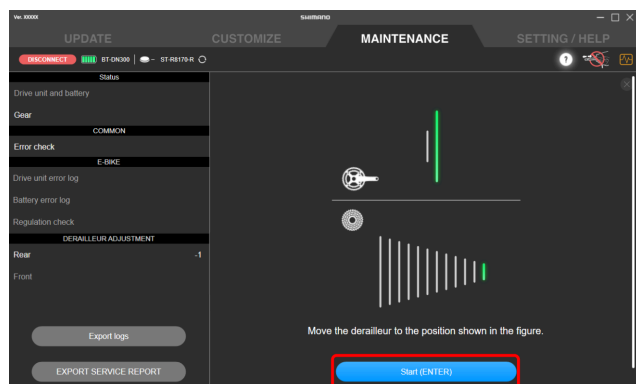 Ver. XXXXX
SHIMANO
UPDATE
CUSTOMIZE
MAINTENANCE
SETTING / HELP
DISCONNECT
BT-DN300
ST-R8170-R
Status
Drive unit and battery
Gear
COMMON
Error check
E-BIKE
Drive unit error log
Battery error log
Regulation check
DERAILLEUR ADJUSTMENT
Rear -1
Front
Export logs
EXPORT SERVICE REPORT
Move the derailleur to the position shown in the figure.
Start (ENTER)